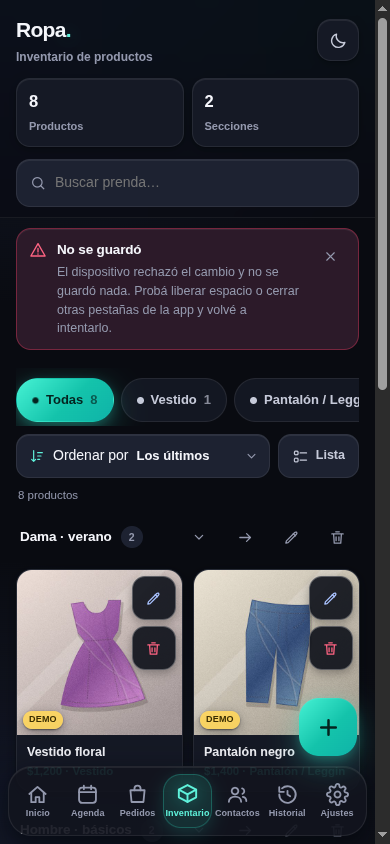 Ropa.
Inventario de productos
8
Productos
2
Secciones
Buscar prenda…
No se guardó
El dispositivo rechazó el cambio y no se
guardó nada. Probá liberar espacio o cerrar
otras pestañas de la app y volvé a
intentarlo.
Todas 8
Vestido 1
Pantalón / Legg
Ordenar por Los últimos
Lista
8 productos
Dama · verano 2
DEMO
DEMO
Vestido floral
Pantalón negro
$1,200 · Vestido
$1,400 · Pantalón / Leggin
Inicio
Agenda
Pedidos
Inventario
Contactos
Historial
Ajustes
Hombre · básicos 2